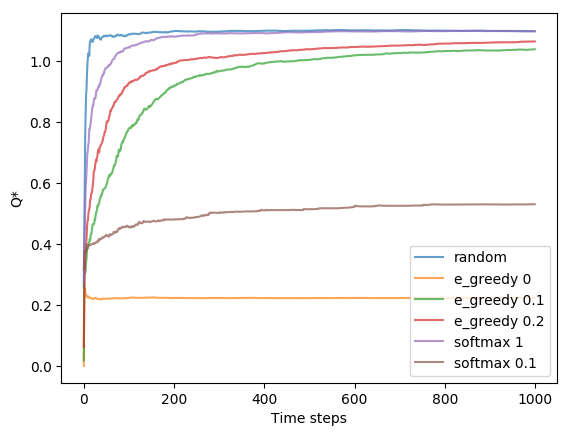 1.0
0.8
0.6
0.4
0.2
0.0
Q*
0
200
400
600
800
1000
Time steps
random
e_greedy 0
e_greedy 0.1
e_greedy 0.2
softmax 1
softmax 0.1